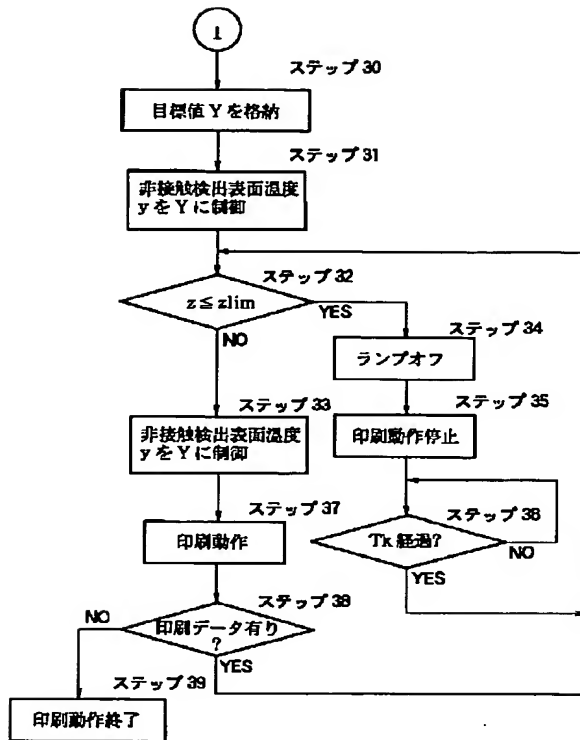 1
ステップ 30
目標値 Y を格納
ステップ 31
非接触検出表面温度
y を Y に制御
ステップ 32
z ≤ zlim
YES
NO
ステップ 34
ランプオフ
ステップ 33
ステップ 35
非接触検出表面温度
y を Y に制御
印刷動作停止
ステップ 37
ステップ 36
印刷動作
Tk 経過?
NO
YES
ステップ 38
NO
印刷データ有り
?
YES
ステップ 39
印刷動作終了